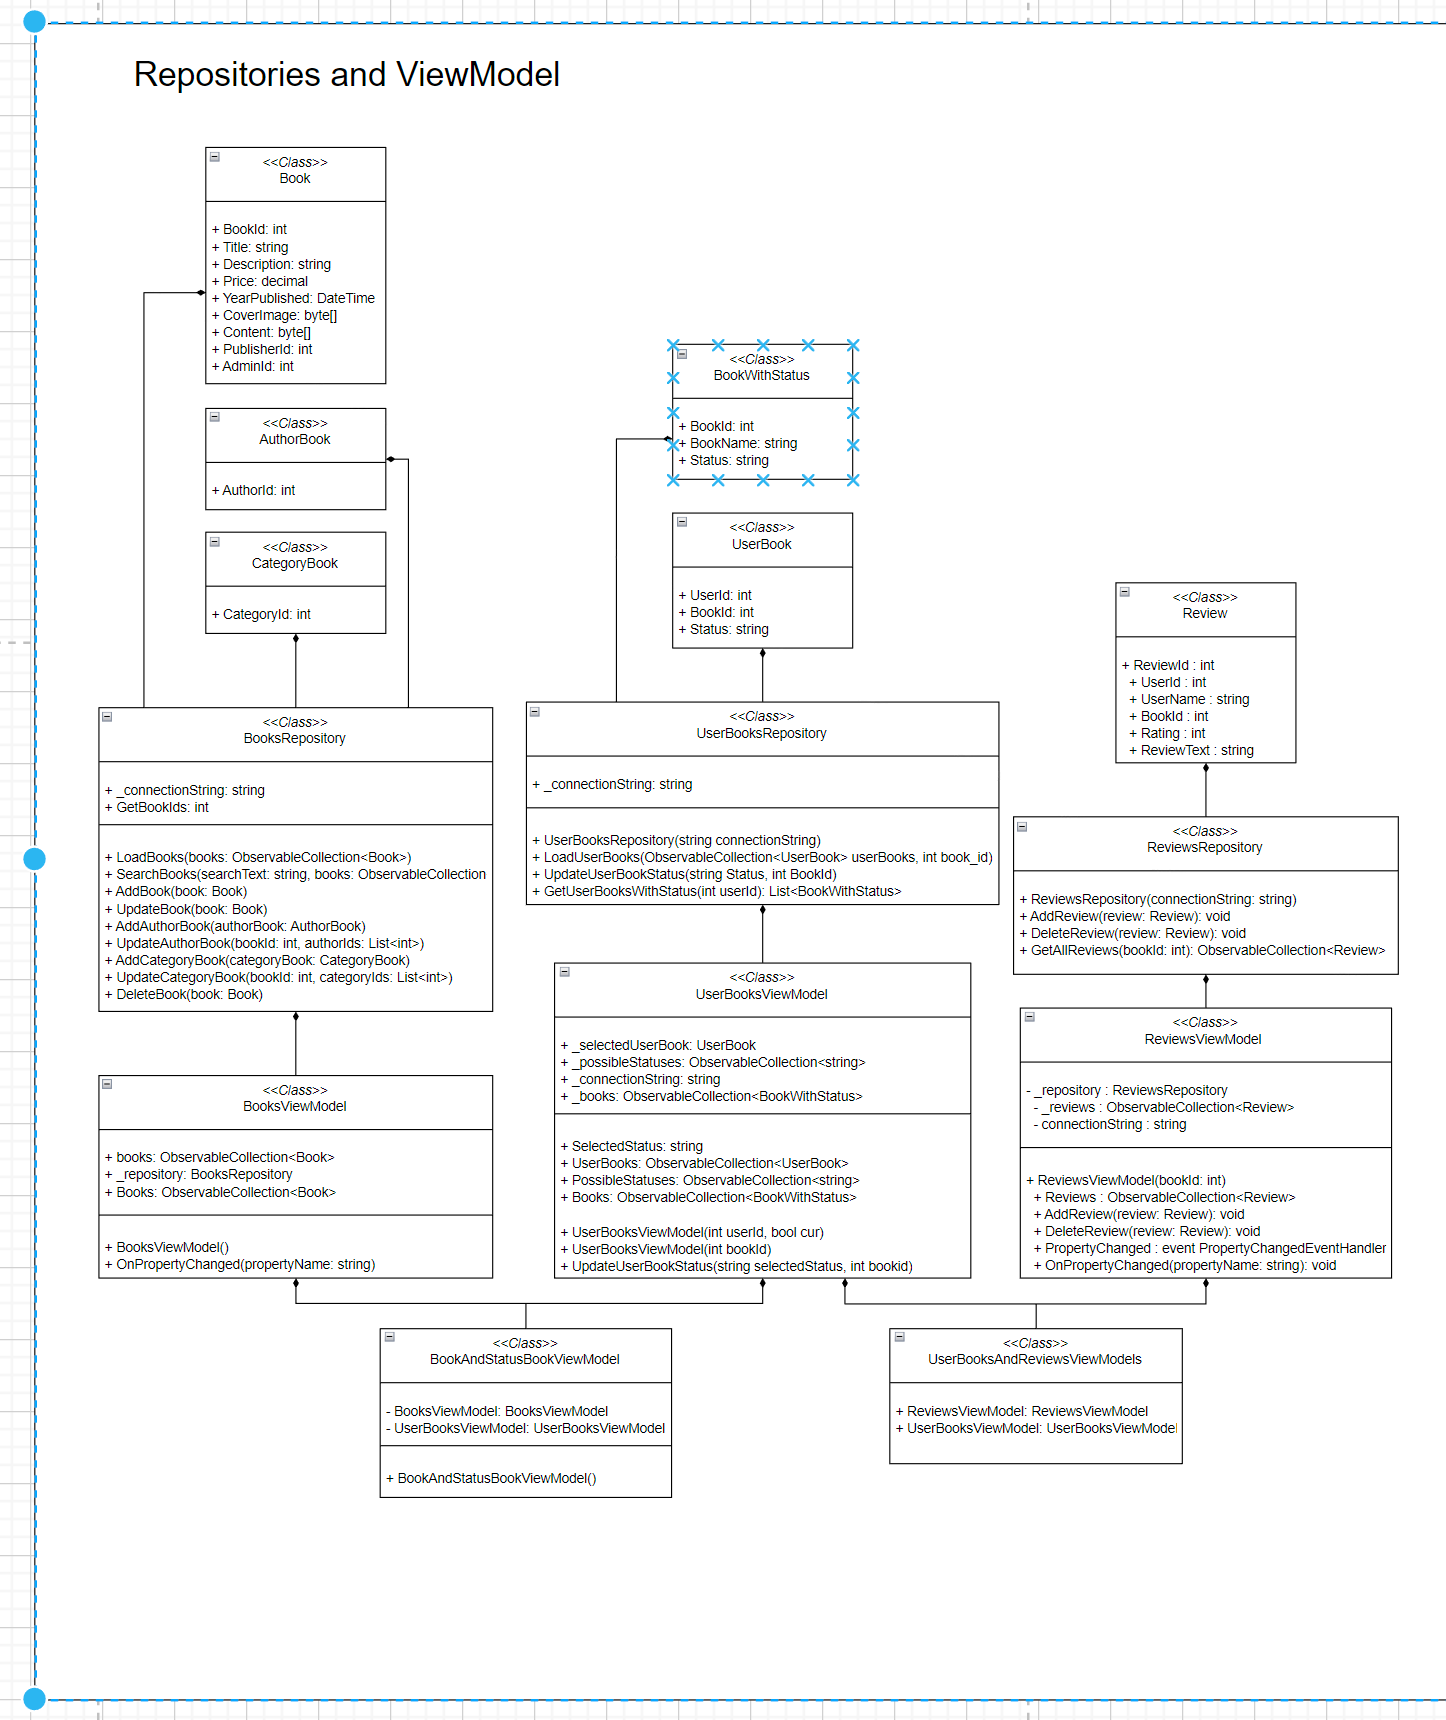 Repositories and ViewModel
<<Class>>
Book
+ BookId: int
+ Title: string
+ Description: string
+ Price: decimal
+ YearPublished: DateTime
+ CoverImage: byte[]
+ Content: byte[]
+ PublisherId: int
+ AdminId: int
<<Class>>
AuthorBook
+ AuthorId: int
<<Class>>
CategoryBook
+ CategoryId: int
<<Class>>
BooksRepository
+ _connectionString: string
+ GetBookIds: int
+ LoadBooks(books: ObservableCollection<Book>)
+ SearchBooks(searchText: string, books: ObservableCollection
+ AddBook(book: Book)
+ UpdateBook(book: Book)
+ AddAuthorBook(authorBook: AuthorBook)
+ UpdateAuthorBook(bookId: int, authorIds: List<int>)
+ AddCategoryBook(categoryBook: CategoryBook)
+ UpdateCategoryBook(bookId: int, categoryIds: List<int>)
+ DeleteBook(book: Book)
<<Class>>
BooksViewModel
+ books: ObservableCollection<Book>
+ _repository: BooksRepository
+ Books: ObservableCollection<Book>
+ BooksViewModel()
+ OnPropertyChanged(propertyName: string)
<<Class>>
BookWithStatus
+ BookId: int
+ BookName: string
+ Status: string
<<Class>>
UserBook
+ UserId: int
+ BookId: int
+ Status: string
<<Class>>
UserBooksRepository
+ _connectionString: string
+ UserBooksRepository(string connectionString)
+ LoadUserBooks(ObservableCollection<UserBook> userBooks, int book_id)
+ UpdateUserBookStatus(string Status, int BookId)
+ GetUserBooksWithStatus(int userId): List<BookWithStatus>
<<Class>>
UserBooksViewModel
+ _selectedUserBook: UserBook
+ _possibleStatuses: ObservableCollection<string>
+ _connectionString: string
+ _books: ObservableCollection<BookWithStatus>
+ SelectedStatus: string
+ UserBooks: ObservableCollection<UserBook>
+ PossibleStatuses: ObservableCollection<string>
+ Books: ObservableCollection<BookWithStatus>
+ UserBooksViewModel(int userId, bool cur)
+ UserBooksViewModel(int bookId)
+ UpdateUserBookStatus(string selectedStatus, int bookid)
<<Class>>
Review
+ ReviewId : int
+ UserId : int
+ UserName : string
+ BookId : int
+ Rating : int
+ ReviewText : string
<<Class>>
ReviewsRepository
+ ReviewsRepository(connectionString: string)
+ AddReview(review: Review): void
+ DeleteReview(review: Review): void
+ GetAllReviews(bookId: int): ObservableCollection<Review>
<<Class>>
ReviewsViewModel
- _repository : ReviewsRepository
- _reviews : ObservableCollection<Review>
- connectionString : string
+ ReviewsViewModel(bookId: int)
+ Reviews : ObservableCollection<Review>
+ AddReview(review: Review): void
+ DeleteReview(review: Review): void
+ PropertyChanged : event PropertyChangedEventHandler
+ OnPropertyChanged(propertyName: string): void
<<Class>>
BookAndStatusBookViewModel
- BooksViewModel: BooksViewModel
- UserBooksViewModel: UserBooksViewModel
+ BookAndStatusBookViewModel()
<<Class>>
UserBooksAndReviewsViewModels
+ ReviewsViewModel: ReviewsViewModel
+ UserBooksViewModel: UserBooksViewModel